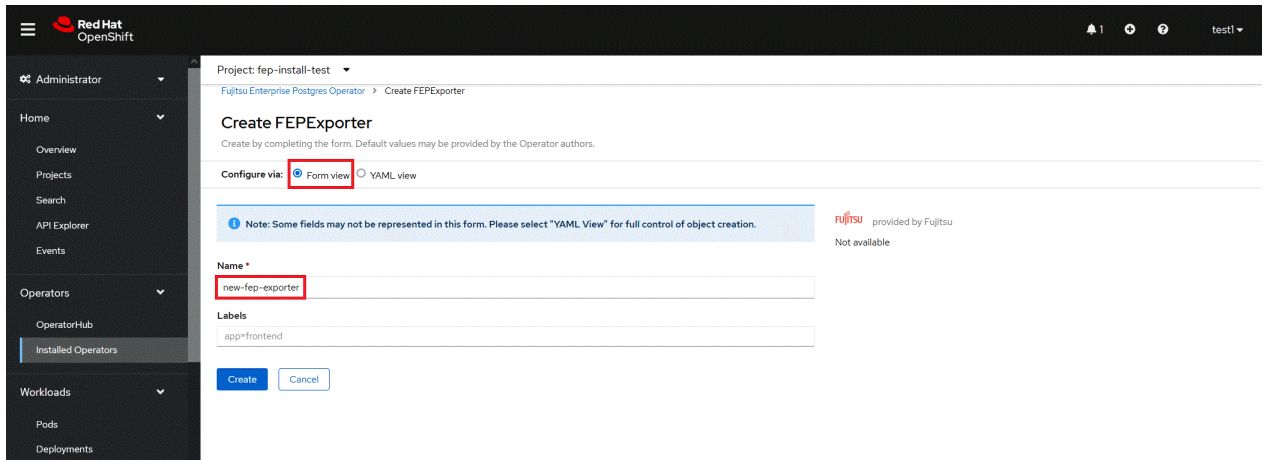 Red Hat
OpenShift
1
test1
Administrator
Home
Overview
Projects
Search
API Explorer
Events
Operators
OperatorHub
Installed Operators
Workloads
Pods
Deployments
Project: fep-install-test
Fujitsu Enterprise Postgres Operator > Create FEPExporter
Create FEPExporter
Create by completing the form. Default values may be provided by the Operator authors.
Configure via: Form view YAML view
Note: Some fields may not be represented in this form. Please select "YAML View" for full control of object creation.
Name *
new-fep-exporter
Labels
app=frontend
Create Cancel
FUJITSU provided by Fujitsu
Not available